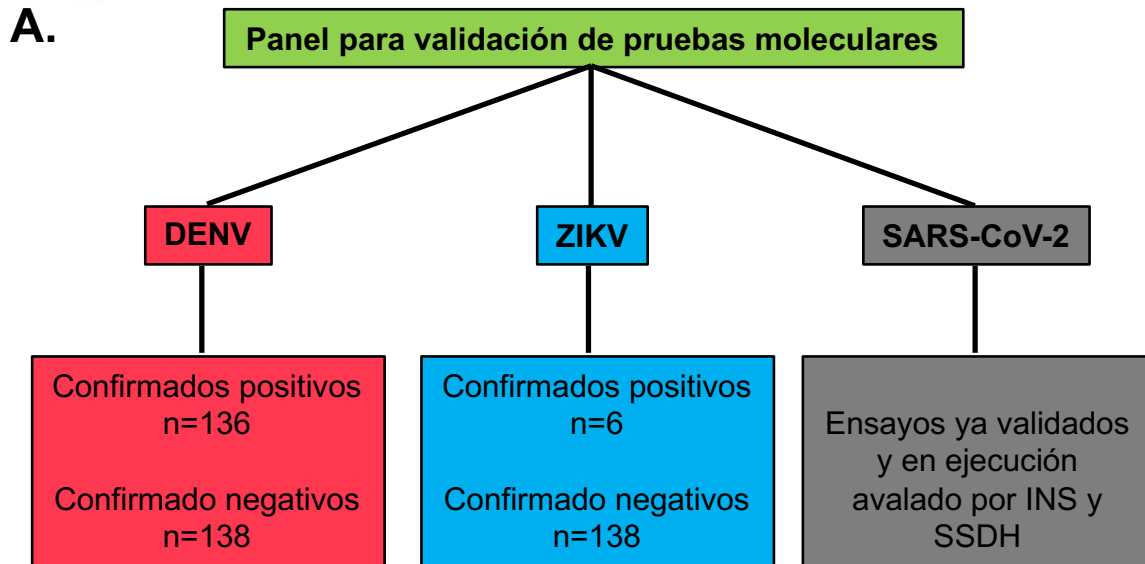 A.
Panel para validación de pruebas moleculares
DENV
ZIKV
SARS-CoV-2
Confirmados positivos
n=136
Confirmado negativos
n=138
Confirmados positivos
n=6
Confirmado negativos
n=138
Ensayos ya validados
y en ejecución
avalado por INS y
SSDH